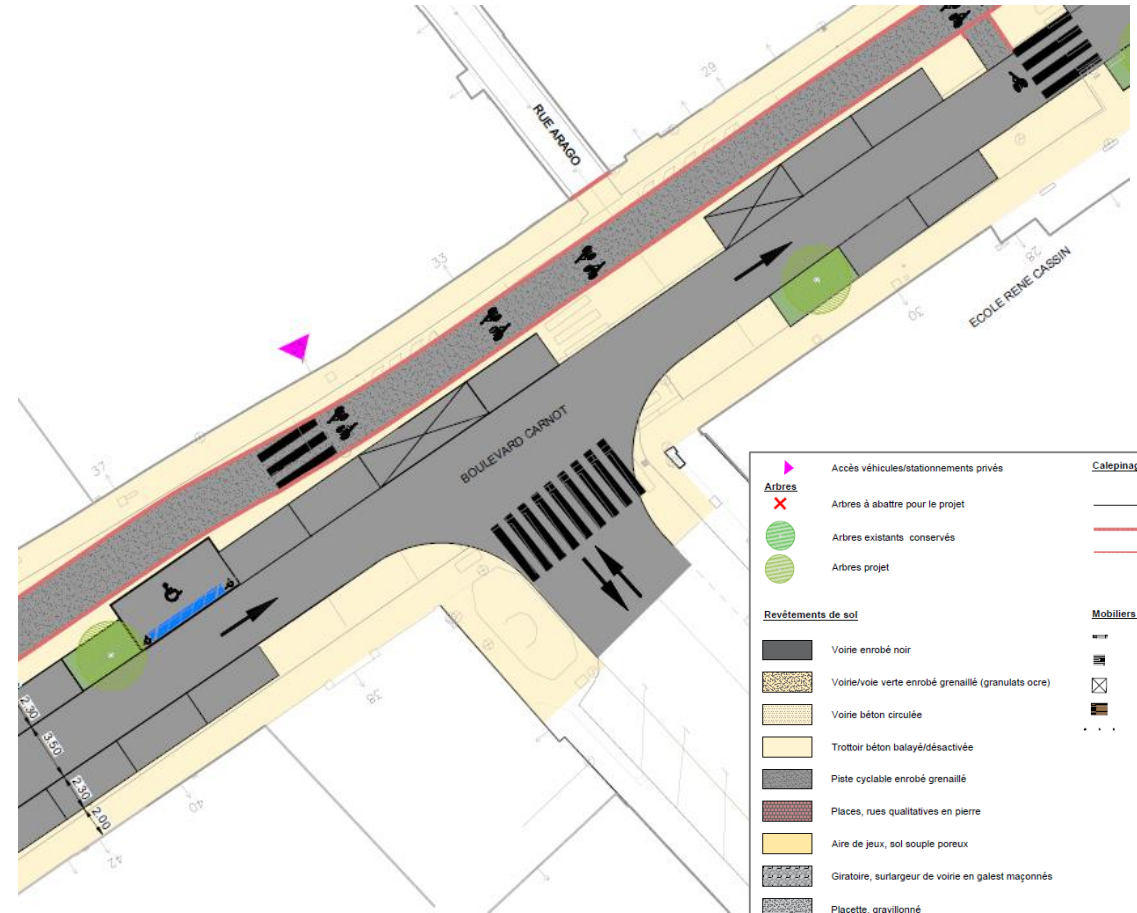 29
RUE ARAGO
33
28
ECOLE RENE CASSIN
30
BOULEVARD CARNOT
37
38
2.30
3.50
2.30
2.00
40
42
Accès véhicules/stationnements privés
Calepinag
Arbres
Arbres à abattre pour le projet
Arbres existants conservés
Arbres projet
Revêtements de sol
Mobiliers
Voirie enrobé noir
Voirie/voie verte enrobé grenaillé (granulats ocre)
Voirie béton circulée
Trottoir béton balayé/désactivée
Piste cyclable enrobé grenaillé
Places, rues qualitatives en pierre
Aire de jeux, sol souple poreux
Giratoire, surlargeur de voirie en galest maçonnés
Placette, gravillonné